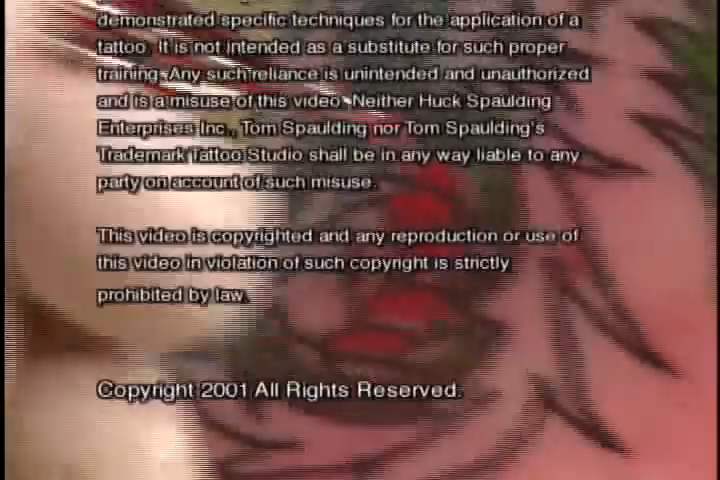 demonstrated specific techniques for the application of a
tattoo. It is not intended as a substitute for such proper
training. Any such reliance is unintended and unauthorized
and is a misuse of this video. Neither Huck Spaulding
Enterprises Inc., Tom Spaulding nor Tom Spaulding's
Trademark Tattoo Studio shall be in any way liable to any
party on account of such misuse.
This video is copyrighted and any reproduction or use of
this video in violation of such copyright is strictly
prohibited by law.
Copyright 2001 All Rights Reserved.